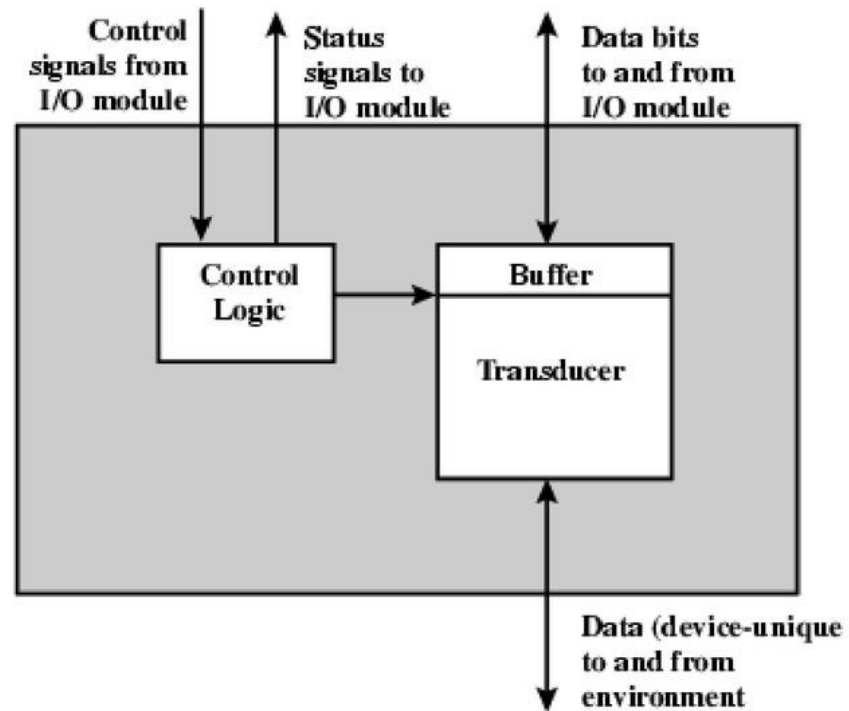 Control
signals from
I/O module
Status
signals to
I/O module
Data bits
to and from
I/O module
Control
Logic
Buffer
Transducer
Data (device-unique
to and from
environment